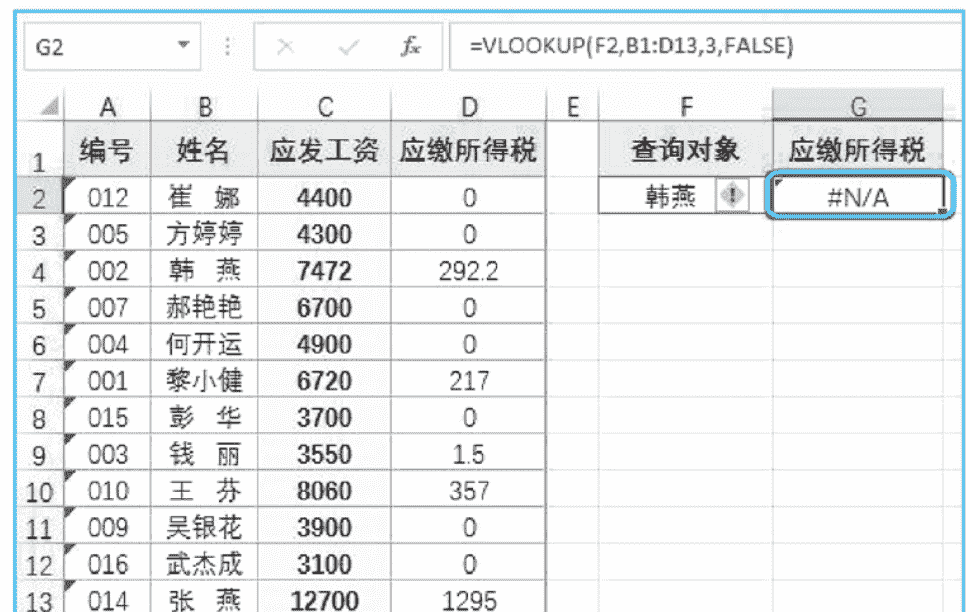 G2 fx =VLOOKUP(F2,B1:D13,3,FALSE)
A B C D E F G
1 编号 姓名 应发工资 应缴所得税 查询对象 应缴所得税
2 012 崔　娜 4400 0 韩燕 #N/A
3 005 方婷婷 4300 0
4 002 韩　燕 7472 292.2
5 007 郝艳艳 6700 0
6 004 何开运 4900 0
7 001 黎小健 6720 217
8 015 彭　华 3700 0
9 003 钱　丽 3550 1.5
10 010 王　芬 8060 357
11 009 吴银花 3900 0
12 016 武杰成 3100 0
13 014 张　燕 12700 1295